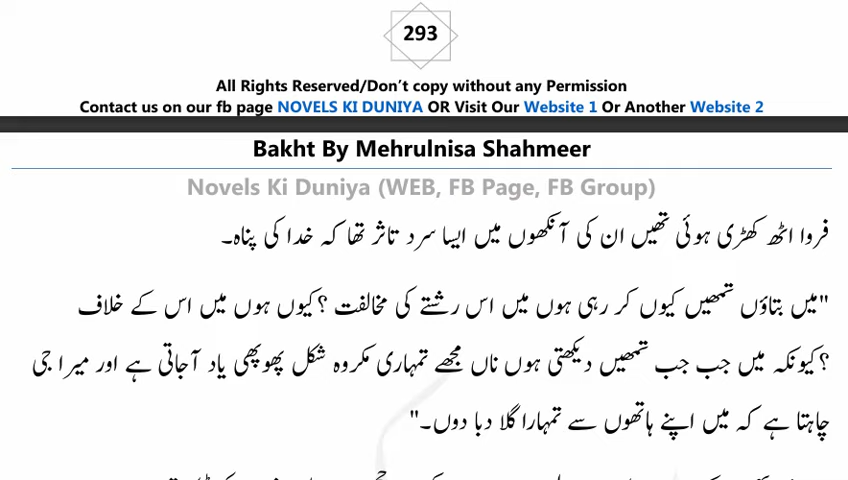 293
All Rights Reserved/Don't copy without any Permission
Contact us on our fb page NOVELS KI DUNIYA OR Visit Our Website 1 Or Another Website 2
Bakht By Mehrulnisa Shahmeer
Novels Ki Duniya (WEB, FB Page, FB Group)
فروا اٹھ کھڑی ہوئی تھیں ان کی آنکھوں میں ایسا سرد تاثر تھا کہ خدا کی پناہ۔
"میں بتاؤں تمھیں کیوں کر رہی ہوں میں اس رشتے کی مخالفت ؟کیوں ہوں میں اس کے خلاف
؟کیونکہ میں جب جب تمھیں دیکھتی ہوں ناں مجھے تمہاری مکروہ شکل پھوپھی یاد آجاتی ہے اور میرا جی
چاہتا ہے کہ میں اپنے ہاتھوں سے تمہارا گلا دبا دوں۔"